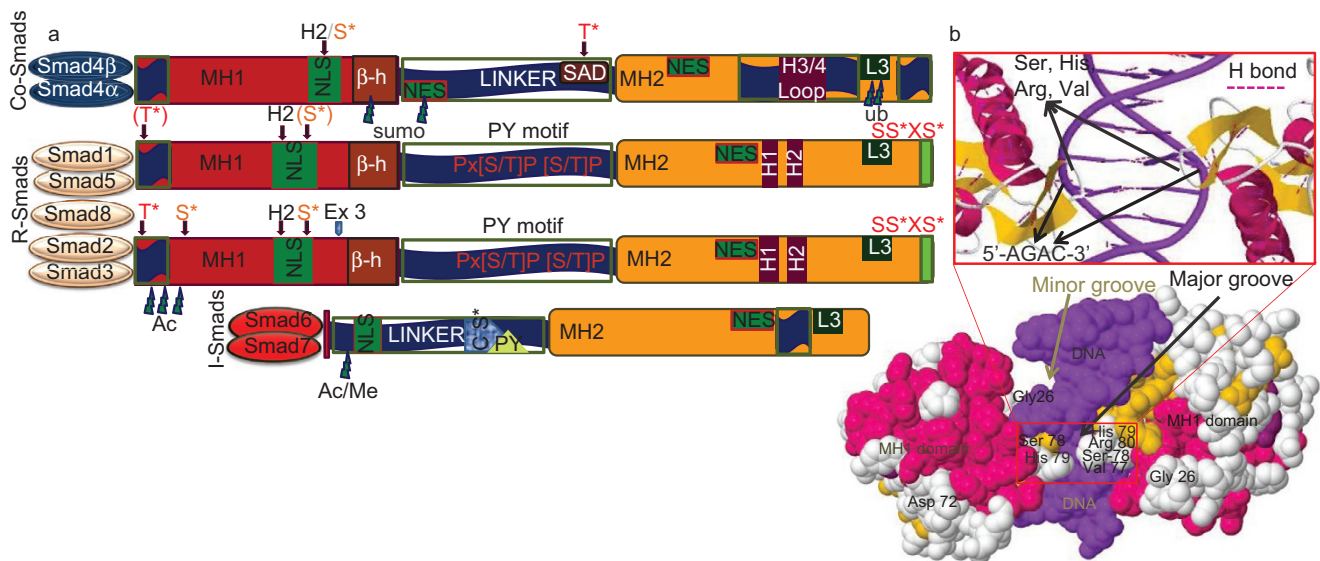 a
Co-Smads
Smad4β
Smad4α
MH1
H2/S*
NLS
β-h
sumo
NES
LINKER
T*
SAD
MH2
NES
H3/4
Loop
L3
ub
R-Smads
Smad1
Smad5
Smad8
Smad2
Smad3
(T*)
MH1
H2(S*)
NLS
β-h
PY motif
Px[S/T]P [S/T]P
MH2
NES
H1
H2
L3
SS*XS*
T*
S*
MH1
H2 S*
NLS
Ex 3
β-h
Ac
PY motif
Px[S/T]P [S/T]P
MH2
NES
H1
H2
L3
SS*XS*
I-Smads
Smad6
Smad7
NLS
LINKER
PY
Ac/Me
MH2
NES
L3
b
Ser, His
Arg, Val
H bond
5'-AGAC-3'
Minor groove
Major groove
DNA
Gly26
MH1 domain
Ser 78
His 79
His 79
Arg 80
Ser-78
Val 77
MH1 domain
Gly 26
Asp 72
DNA